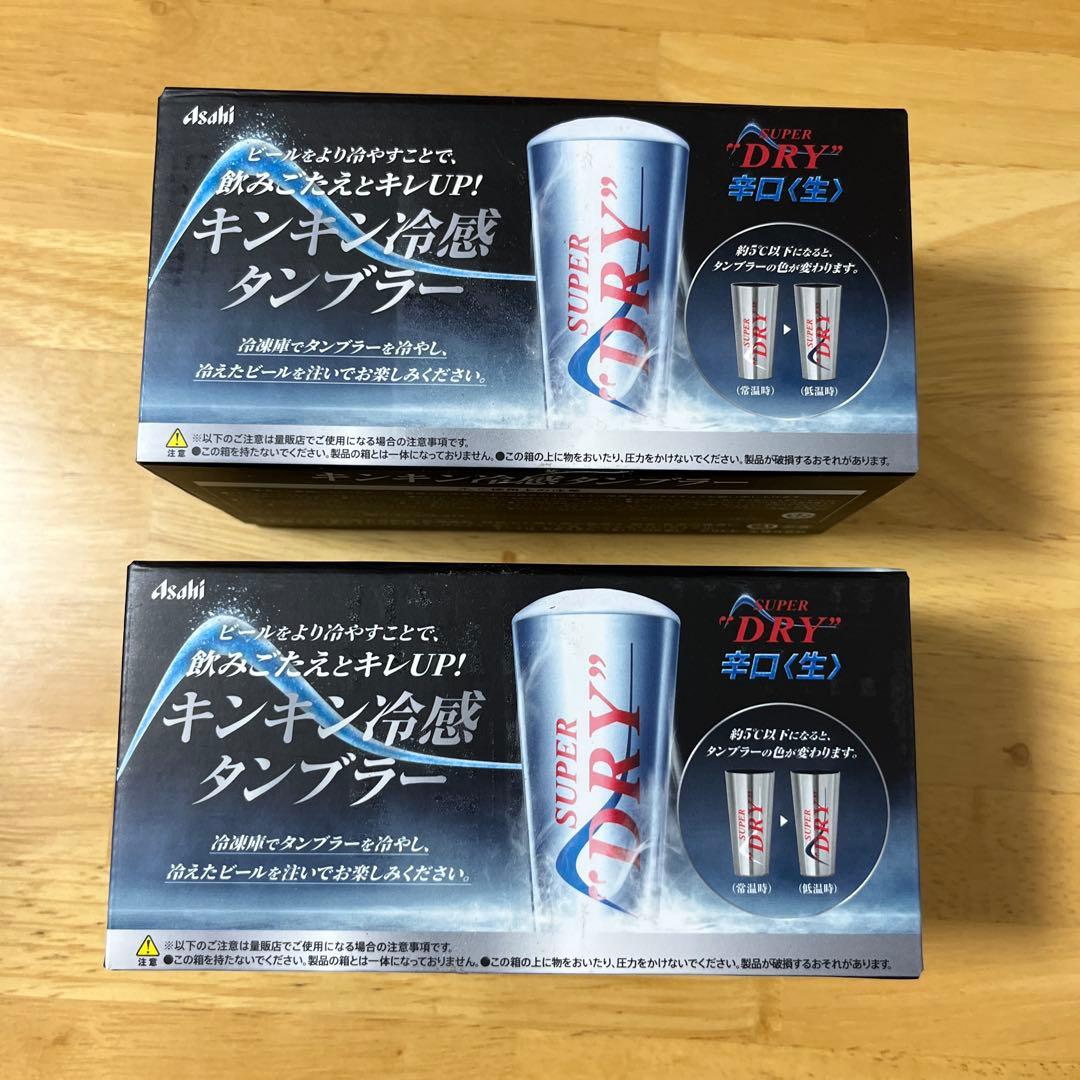 Asahi
ビールをより冷やすことで、
飲みごたえとキレUP!
キンキン冷感
タンブラー
冷凍庫でタンブラーを冷やし、
冷えたビールを注いでお楽しみください。
SUPER
"DRY"
SUPER
"DRY"
辛口〈生〉
約5℃以下になると、
タンブラーの色が変わります。
SUPER
"DRY"
SUPER
"DRY"
(常温時)
(低温時)
注意
※以下のご注意は量販店でご使用になる場合の注意事項です。
●この箱を持たないでください。製品の箱とは一体になっておりません。●この箱の上に物をおいたり、圧力をかけないでください。製品が破損するおそれがあります。
キンキン冷感タンブラー
Asahi
ビールをより冷やすことで、
飲みごたえとキレUP!
キンキン冷感
タンブラー
冷凍庫でタンブラーを冷やし、
冷えたビールを注いでお楽しみください。
SUPER
"DRY"
SUPER
"DRY"
辛口〈生〉
約5℃以下になると、
タンブラーの色が変わります。
SUPER
"DRY"
SUPER
"DRY"
(常温時)
(低温時)
注意
※以下のご注意は量販店でご使用になる場合の注意事項です。
●この箱を持たないでください。製品の箱とは一体になっておりません。●この箱の上に物をおいたり、圧力をかけないでください。製品が破損するおそれがあります。